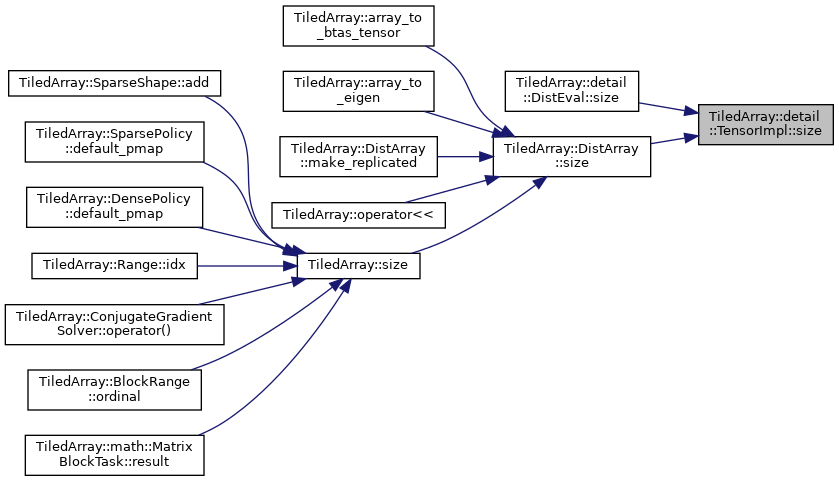 TiledArray::array_to
_btas_tensor
TiledArray::detail
::DistEval::size
TiledArray::SparseShape::add
TiledArray::array_to
_eigen
TiledArray::detail
::TensorImpl::size
TiledArray::SparsePolicy
::default_pmap
TiledArray::DistArray
::make_replicated
TiledArray::DistArray
::size
TiledArray::DensePolicy
::default_pmap
TiledArray::operator<<
TiledArray::Range::idx
TiledArray::size
TiledArray::ConjugateGradient
Solver::operator()
TiledArray::BlockRange
::ordinal
TiledArray::math::Matrix
BlockTask::result